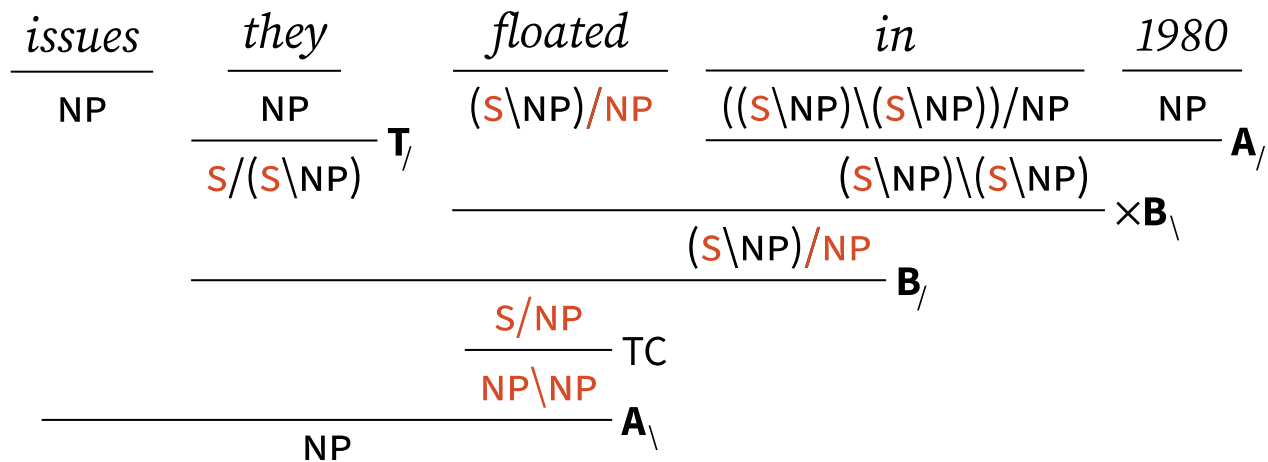 issues they floated in 1980
NP NP (S\NP)/NP ((S\NP)\(S\NP))/NP NP
T/ A/
S/(S\NP) (S\NP)\(S\NP)
×B\
(S\NP)/NP
B/
S/NP
TC
NP\NP
A\
NP